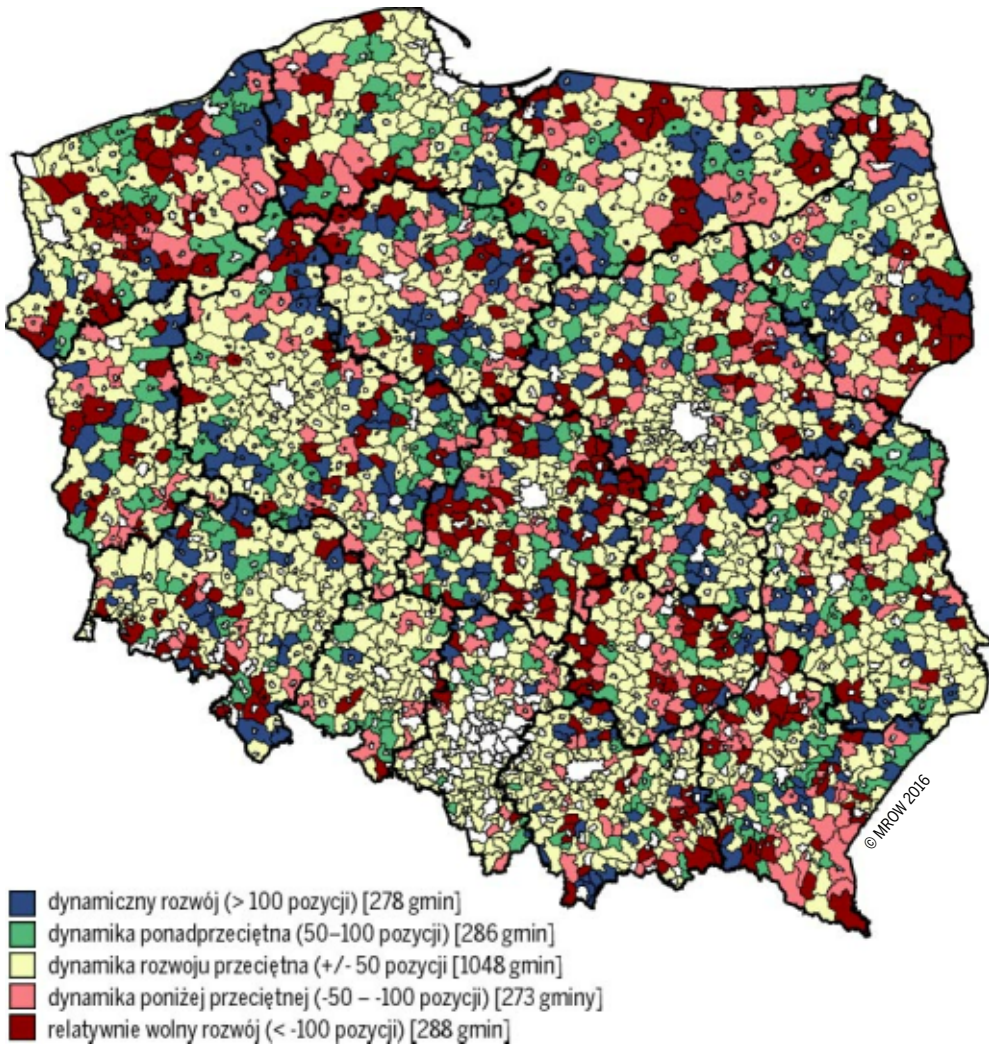 © MROW 2016
dynamiczny rozwój (> 100 pozycji) [278 gmin]
dynamika ponadprzeciętna (50–100 pozycji) [286 gmin]
dynamika rozwoju przeciętna (+/- 50 pozycji [1048 gmin]
dynamika poniżej przeciętnej (-50 – -100 pozycji) [273 gminy]
relatywnie wolny rozwój (< -100 pozycji) [288 gmin]